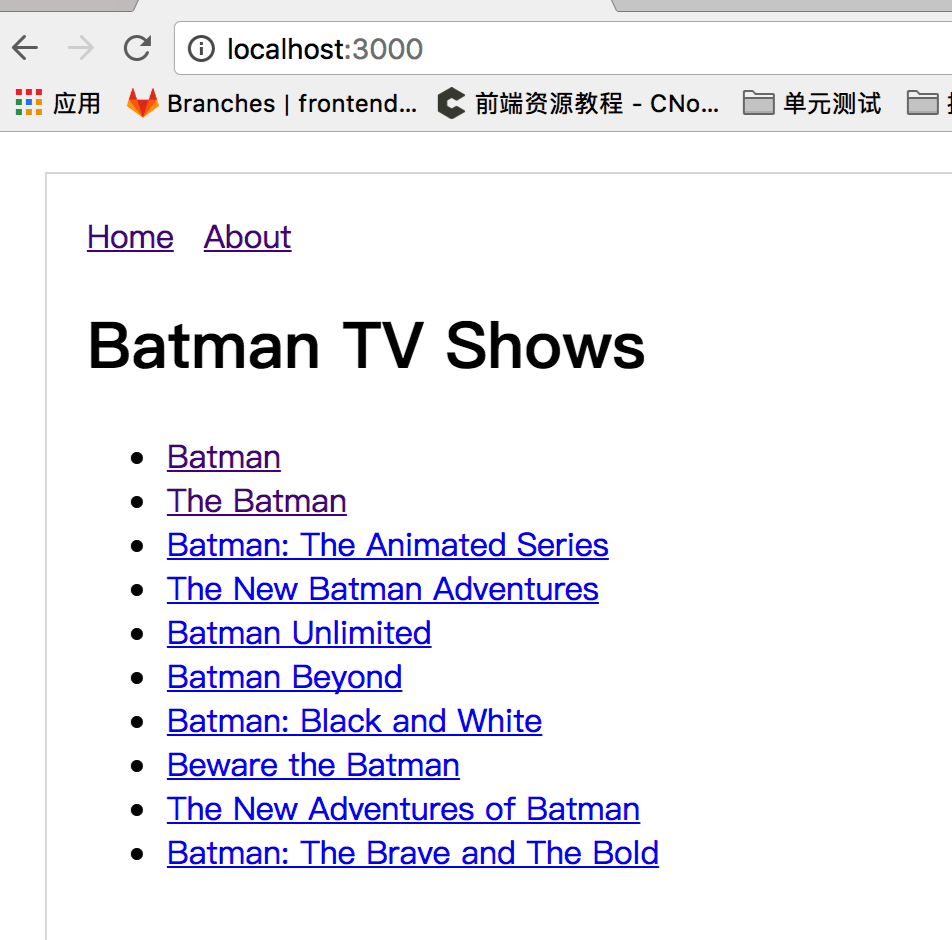 localhost:3000
应用 Branches | frontend... 前端资源教程 - CNo... 单元测试
Home About
Batman TV Shows
Batman
The Batman
Batman: The Animated Series
The New Batman Adventures
Batman Unlimited
Batman Beyond
Batman: Black and White
Beware the Batman
The New Adventures of Batman
Batman: The Brave and The Bold